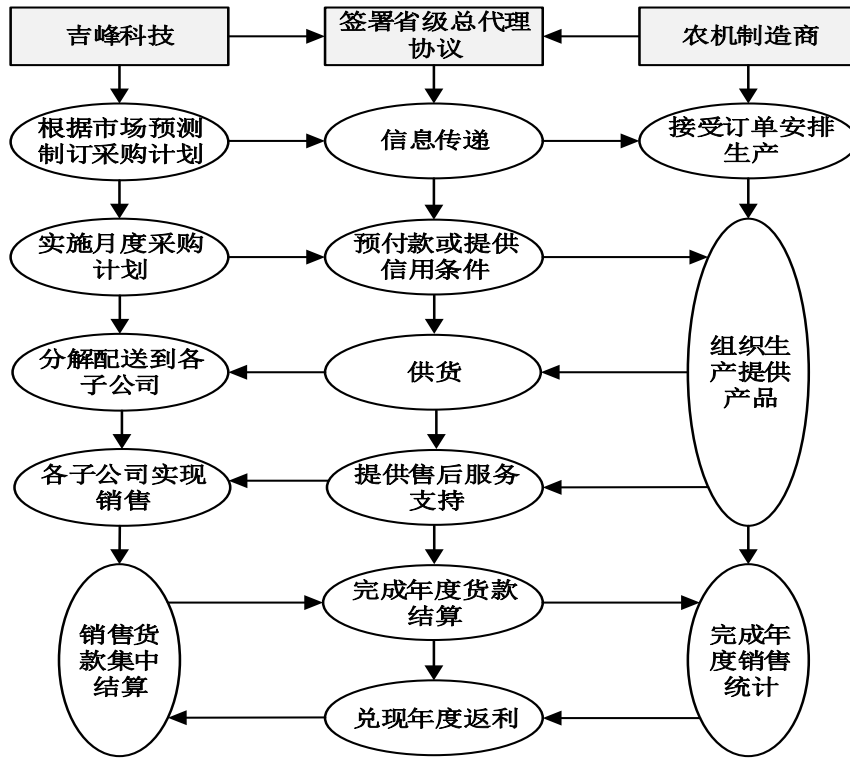 吉峰科技
签署省级总代理
协议
农机制造商
根据市场预测
制订采购计划
信息传递
接受订单安排
生产
实施月度采购
计划
预付款或提供
信用条件
组织生
产提供
产品
分解配送到各
子公司
供货
各子公司实现
销售
提供售后服务
支持
销售货
款集中
结算
完成年度货款
结算
完成年
度销售
统计
兑现年度返利